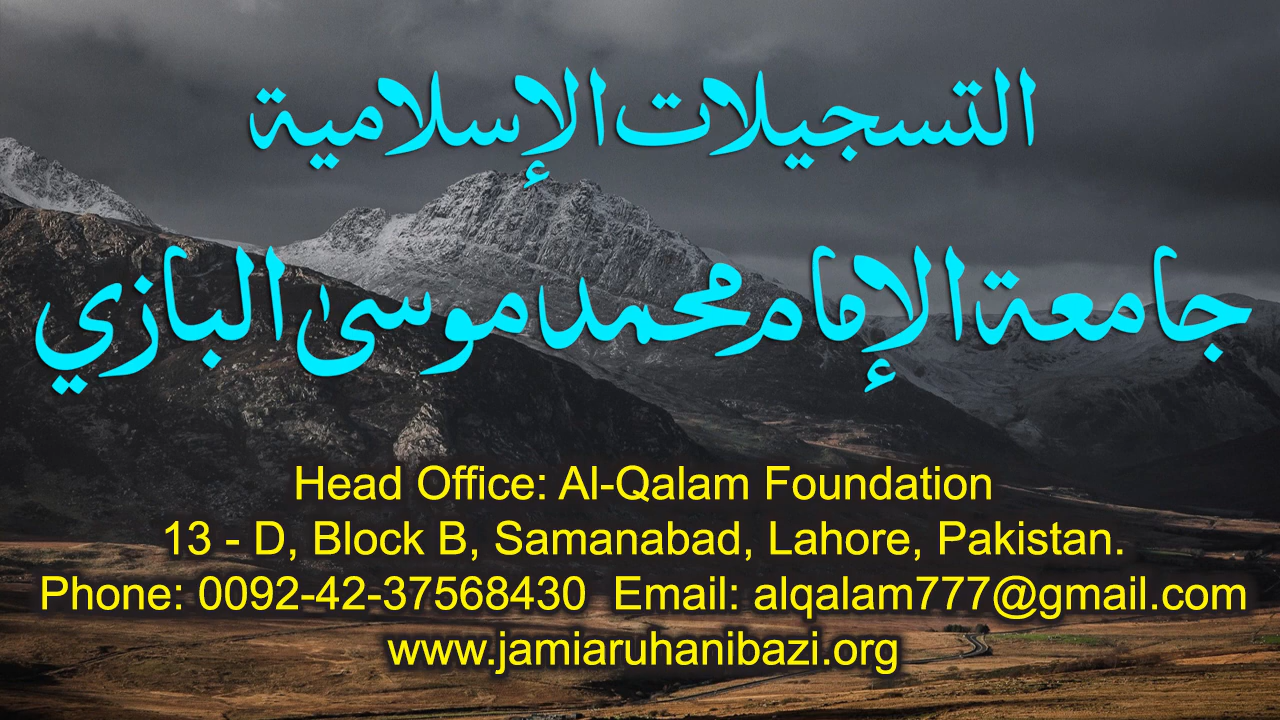 التسجيلات الإسلامية
جامعة الإمام محمد موسىٰ البازي
Head Office: Al-Qalam Foundation
13 - D, Block B, Samanabad, Lahore, Pakistan.
Phone: 0092-42-37568430 Email: alqalam777@gmail.com
www.jamiaruhanibazi.org